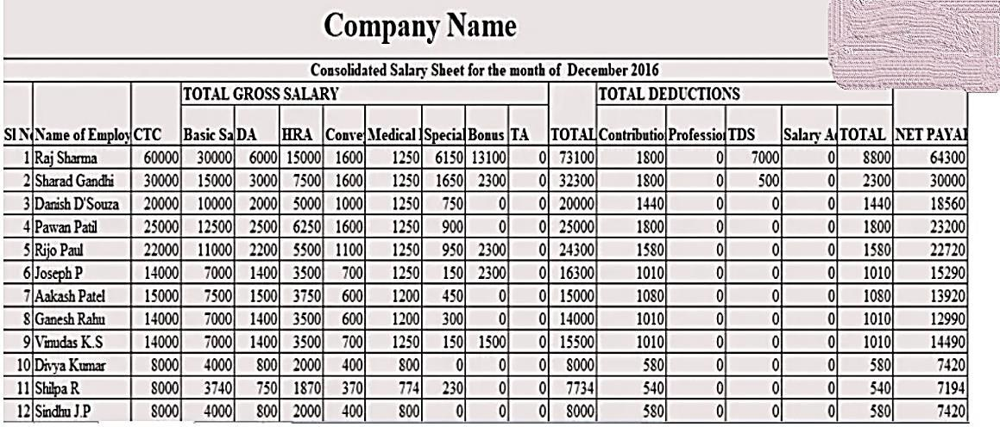 Company Name
Consolidated Salary Sheet for the month of December 2016
TOTAL GROSS SALARY TOTAL DEDUCTIONS
Sl N Name of Employ CTC Basic Sa DA HRA Conve Medical Special Bonus TA TOTAL Contributio Profession TDS Salary A TOTAL NET PAYA
1 Raj Sharma 60000 30000 6000 15000 1600 1250 6150 13100 0 73100 1800 0 7000 0 8800 64300
2 Sharad Gandhi 30000 15000 3000 7500 1600 1250 1650 2300 0 32300 1800 0 500 0 2300 30000
3 Danish D'Souza 20000 10000 2000 5000 1000 1250 750 0 0 20000 1440 0 0 0 1440 18560
4 Pawan Patil 25000 12500 2500 6250 1600 1250 900 0 0 25000 1800 0 0 0 1800 23200
5 Rijo Paul 22000 11000 2200 5500 1100 1250 950 2300 0 24300 1580 0 0 0 1580 22720
6 Joseph P 14000 7000 1400 3500 700 1250 150 2300 0 16300 1010 0 0 0 1010 15290
7 Aakash Patel 15000 7500 1500 3750 600 1200 450 0 0 15000 1080 0 0 0 1080 13920
8 Ganesh Rahu 14000 7000 1400 3500 600 1200 300 0 0 14000 1010 0 0 0 1010 12990
9 Vinudas K.S 14000 7000 1400 3500 700 1250 150 1500 0 15500 1010 0 0 0 1010 14490
10 Divya Kumar 8000 4000 800 2000 400 800 0 0 0 8000 580 0 0 0 580 7420
11 Shilpa R 8000 3740 750 1870 370 774 230 0 0 7734 540 0 0 0 540 7194
12 Sindhu J.P 8000 4000 800 2000 400 800 0 0 0 8000 580 0 0 0 580 7420